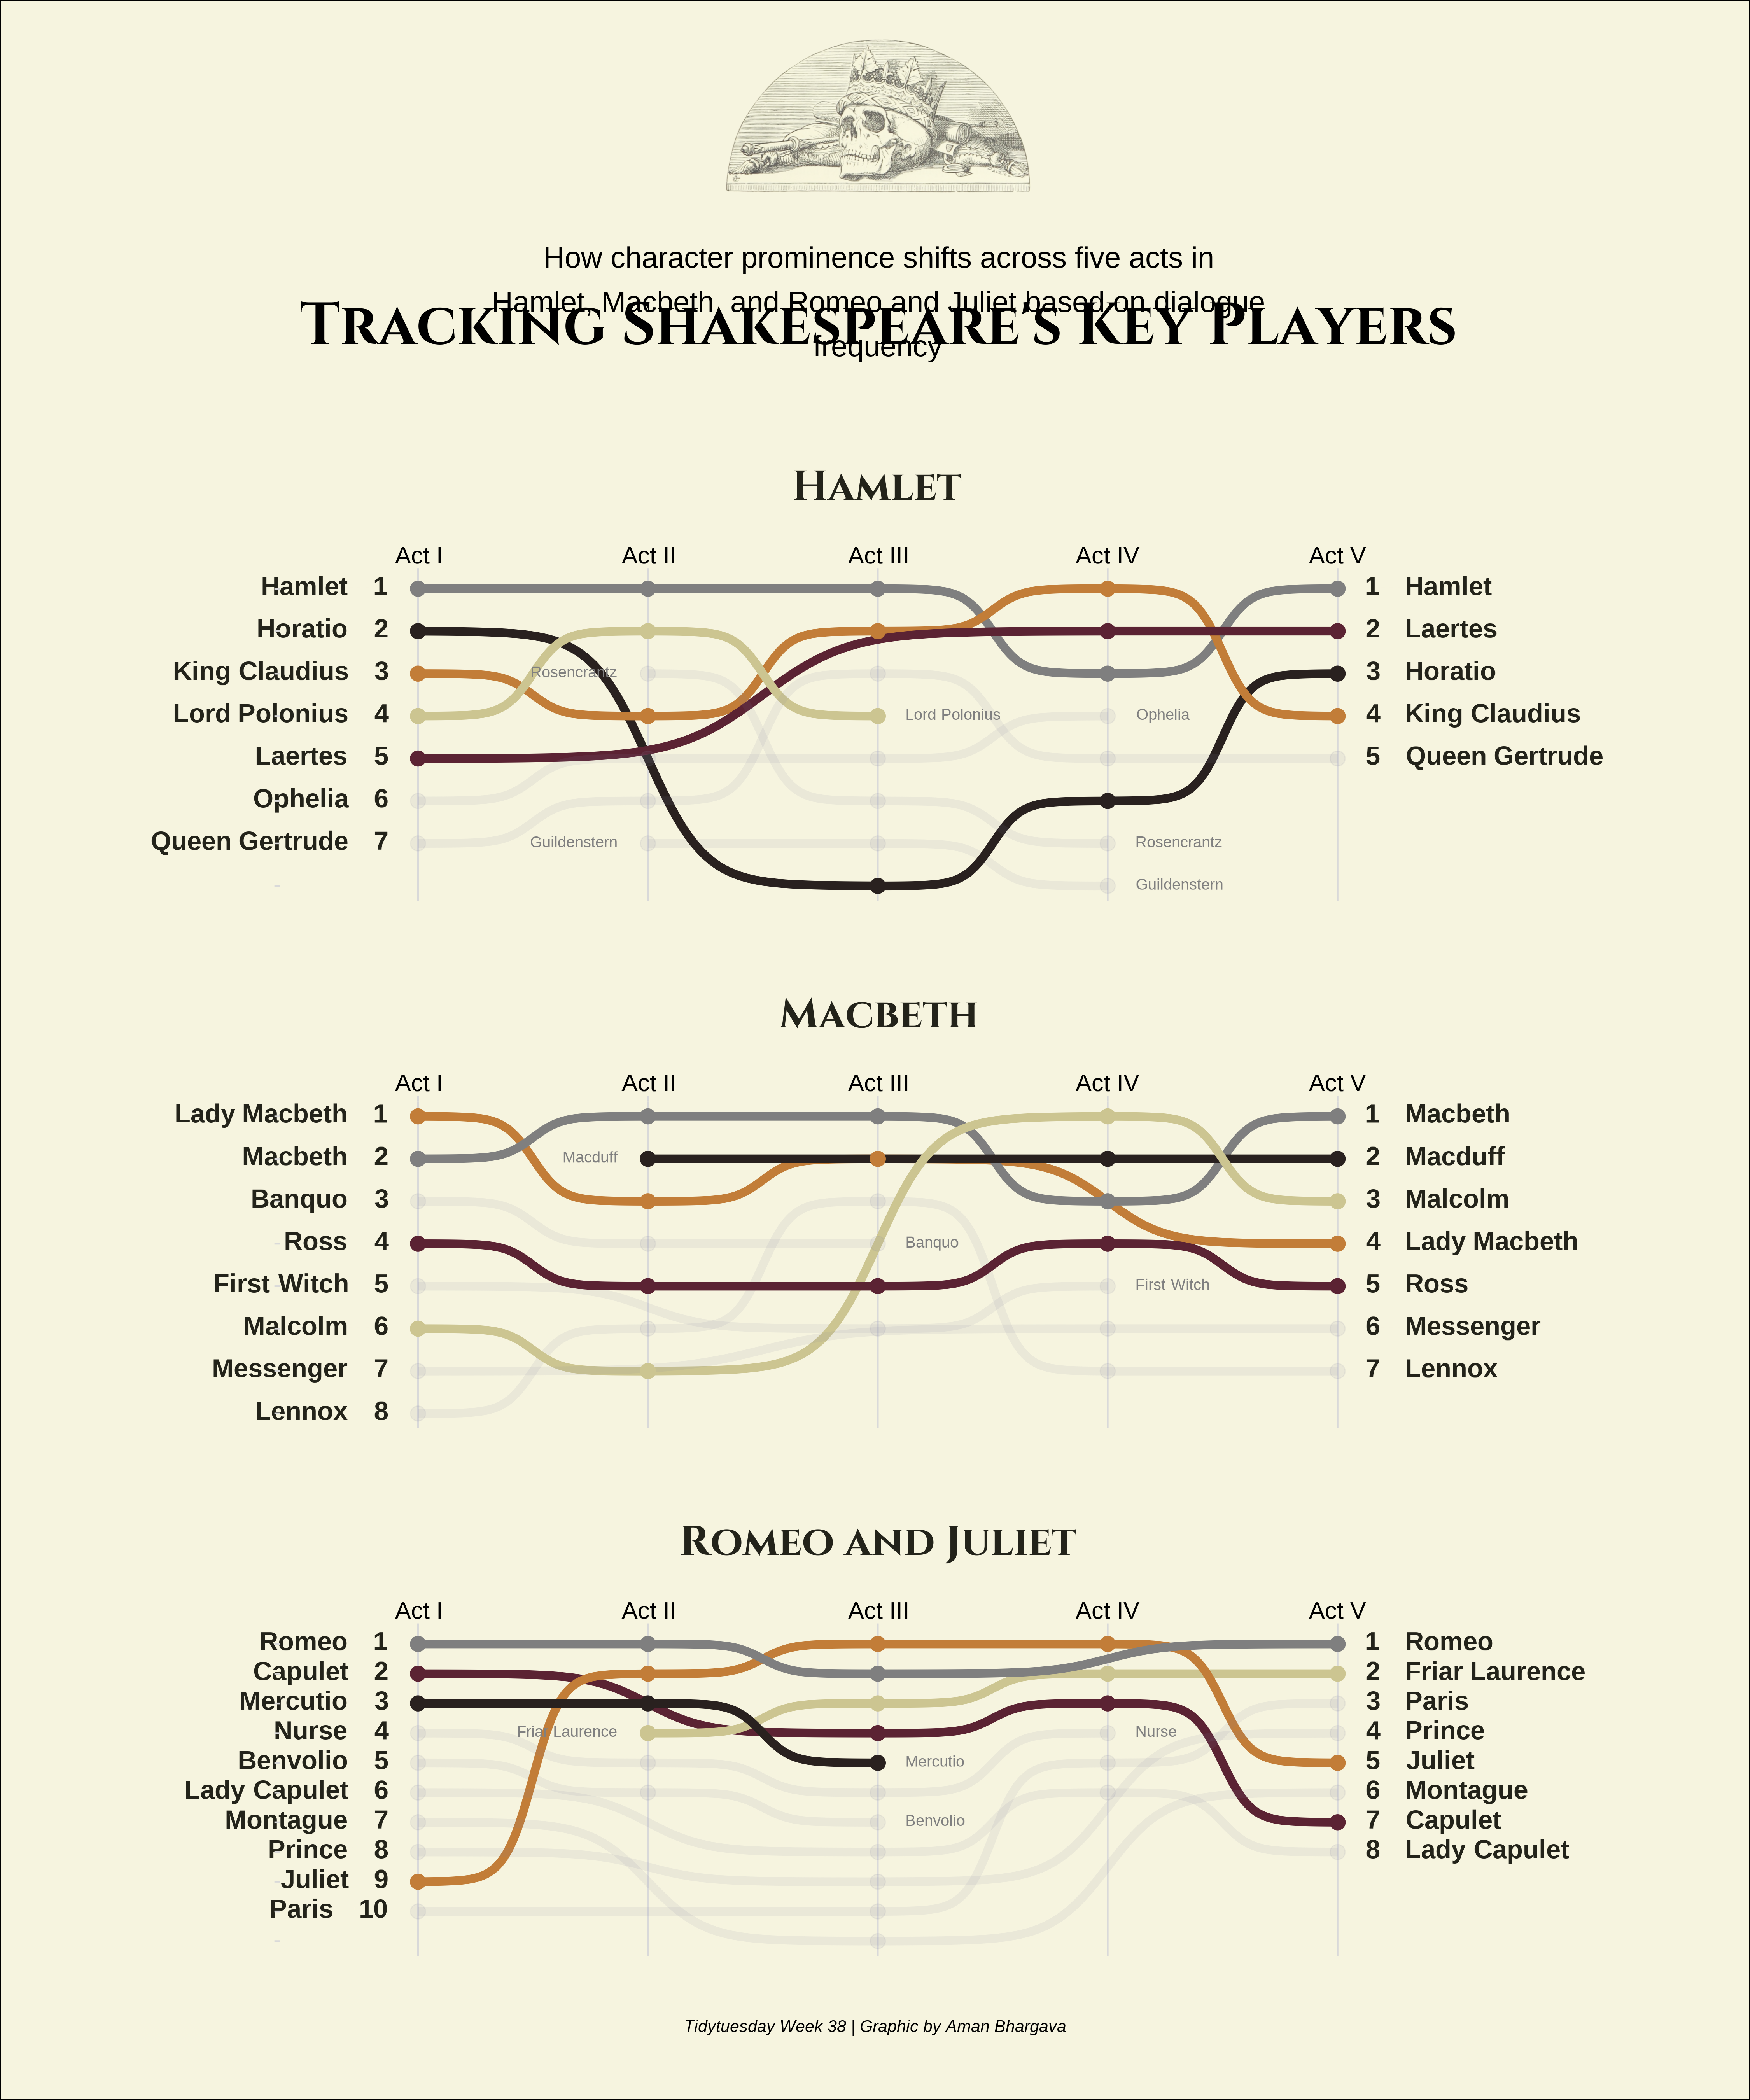 How character prominence shifts across five acts in
Hamlet, Macbeth, and Romeo and Juliet based on dialogue
frequency
Tracking Shakespeare's Key Players
Hamlet
Act I Act II Act III Act IV Act V
Hamlet 1 1 Hamlet
Horatio 2 2 Laertes
King Claudius 3 Rosencrantz 3 Horatio
Lord Polonius 4 Lord Polonius Ophelia 4 King Claudius
Laertes 5 5 Queen Gertrude
Ophelia 6
Queen Gertrude 7 Guildenstern Rosencrantz
Guildenstern
Macbeth
Act I Act II Act III Act IV Act V
Lady Macbeth 1 1 Macbeth
Macbeth 2 Macduff 2 Macduff
Banquo 3 3 Malcolm
Ross 4 Banquo 4 Lady Macbeth
First Witch 5 First Witch 5 Ross
Malcolm 6 6 Messenger
Messenger 7 7 Lennox
Lennox 8
Romeo and Juliet
Act I Act II Act III Act IV Act V
Romeo 1 1 Romeo
Capulet 2 2 Friar Laurence
Mercutio 3 3 Paris
Nurse 4 Friar Laurence Nurse 4 Prince
Benvolio 5 Mercutio 5 Juliet
Lady Capulet 6 6 Montague
Montague 7 Benvolio 7 Capulet
Prince 8 8 Lady Capulet
Juliet 9
Paris 10
Tidytuesday Week 38 | Graphic by Aman Bhargava